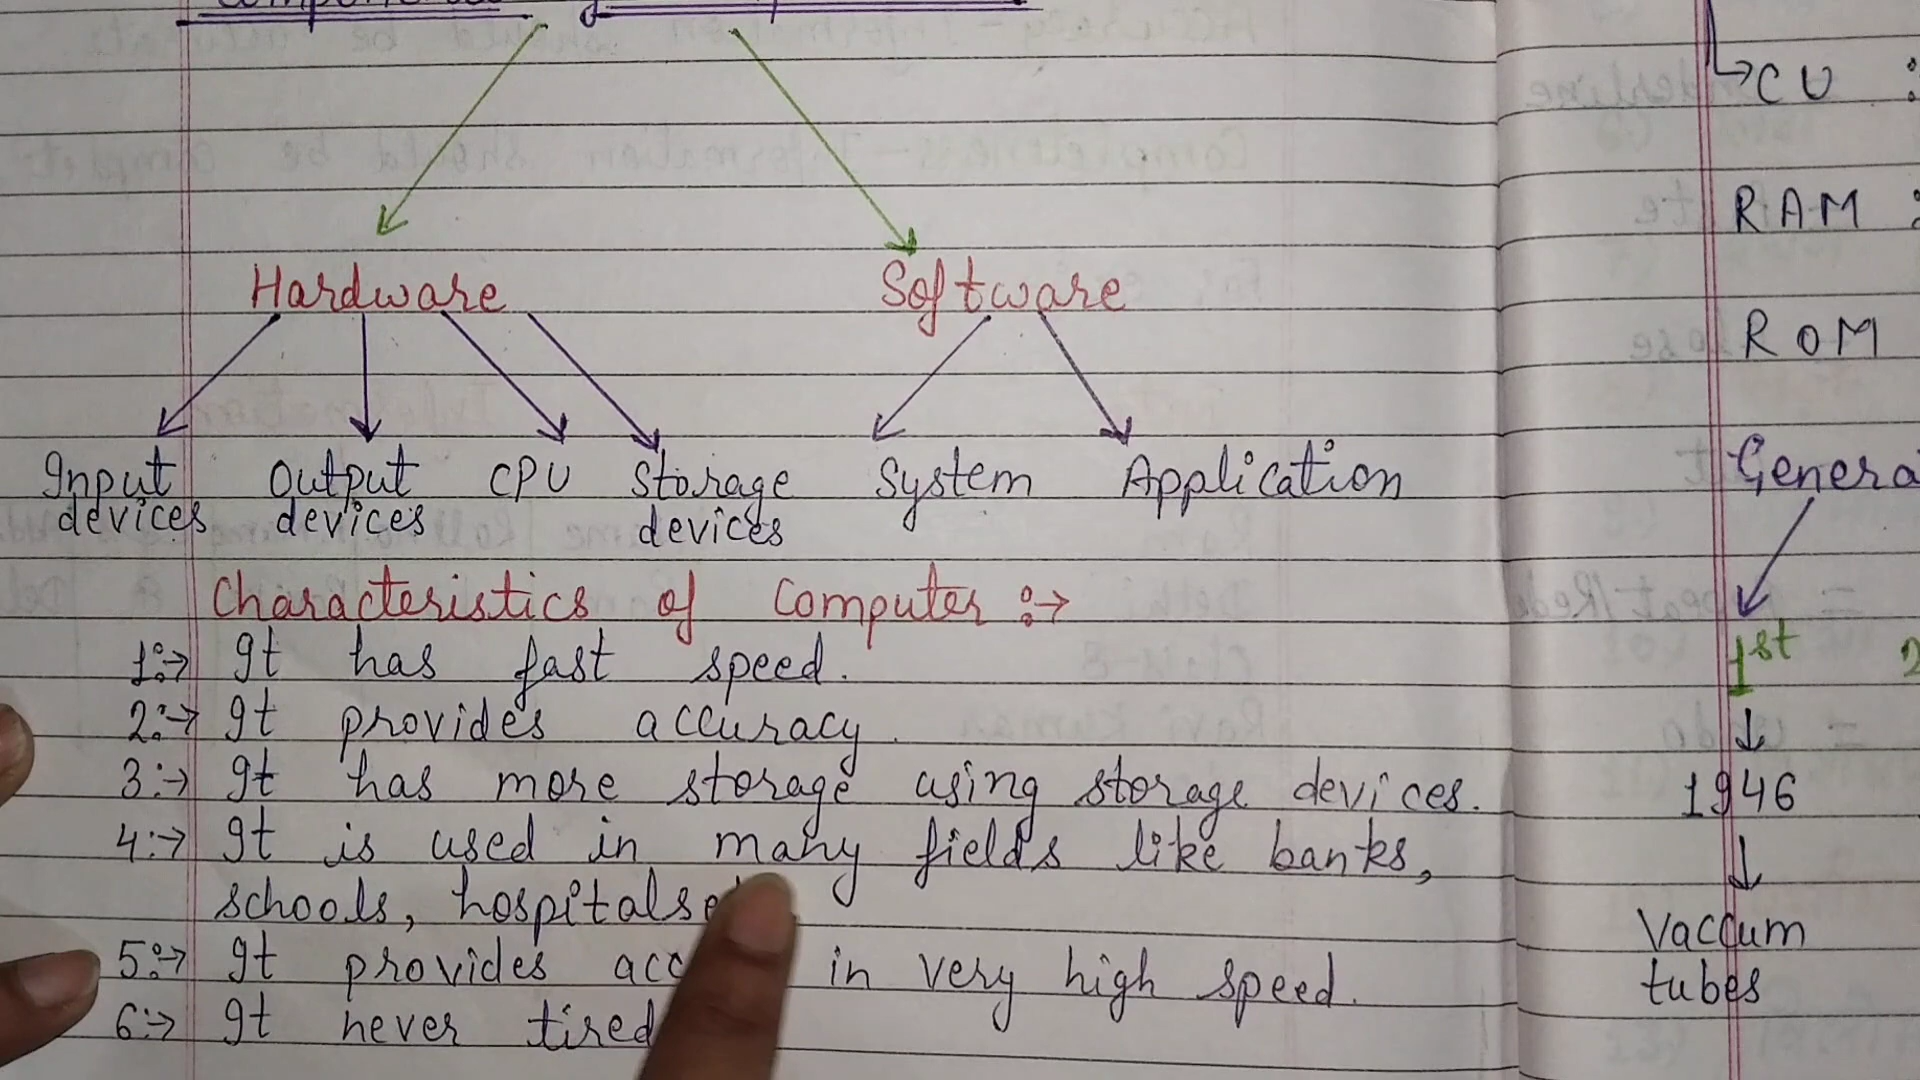 Hardware
Software
Input devices
Output devices
CPU
Storage devices
System
Application
Characteristics of Computer :→
1:→ It has fast speed.
2:→ It provides accuracy.
3:→ It has more storage using storage devices.
4:→ It is used in many fields like banks,
schools, hospitals
5:→ It provides in very high speed.
6:→ It never tired
→CU :
RAM :
ROM
1st
↓
1946
↓
Vaccum
tubes